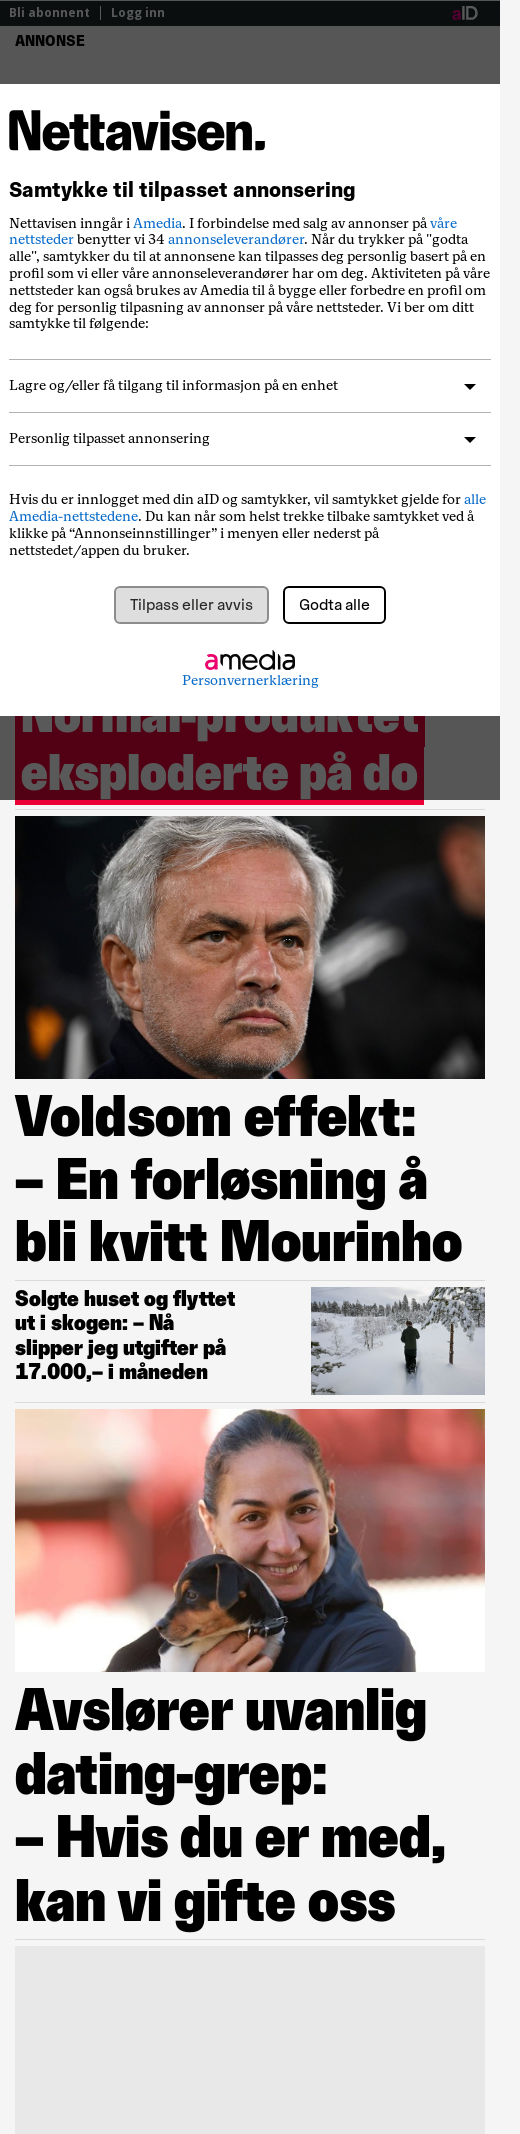 Bli abonnent | Logg inn
aID
ANNONSE
Nettavisen.
Samtykke til tilpasset annonsering
Nettavisen inngår i Amedia. I forbindelse med salg av annonser på våre
nettsteder benytter vi 34 annonseleverandører. Når du trykker på "godta
alle", samtykker du til at annonsene kan tilpasses deg personlig basert på en
profil som vi eller våre annonseleverandører har om deg. Aktiviteten på våre
nettsteder kan også brukes av Amedia til å bygge eller forbedre en profil om
deg for personlig tilpasning av annonser på våre nettsteder. Vi ber om ditt
samtykke til følgende:
Lagre og/eller få tilgang til informasjon på en enhet
Personlig tilpasset annonsering
Hvis du er innlogget med din aID og samtykker, vil samtykket gjelde for alle
Amedia-nettstedene. Du kan når som helst trekke tilbake samtykket ved å
klikke på “Annonseinnstillinger” i menyen eller nederst på
nettstedet/appen du bruker.
Tilpass eller avvis
Godta alle
amedia
Personvernerklæring
Normal-produktet
eksploderte på do
Voldsom effekt:
– En forløsning å
bli kvitt Mourinho
Solgte huset og flyttet
ut i skogen: – Nå
slipper jeg utgifter på
17.000,– i måneden
Avslører uvanlig
dating-grep:
– Hvis du er med,
kan vi gifte oss